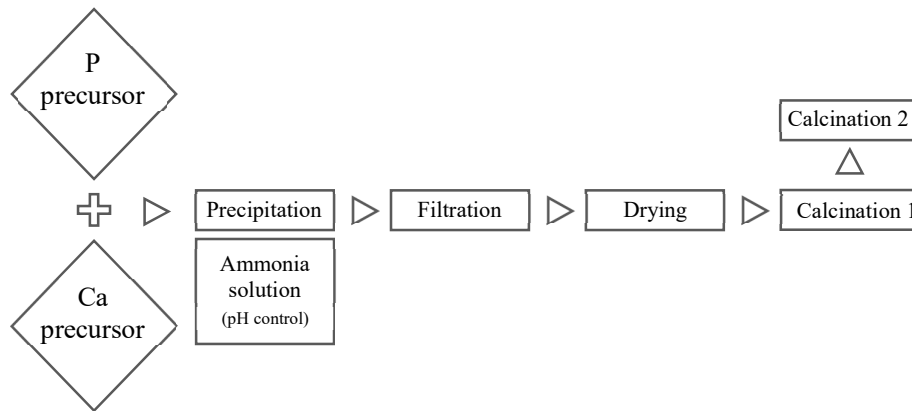 P
precursor
Calcination 2
Precipitation
Filtration
Drying
Calcination 1
Ammonia
solution
(pH control)
Ca
precursor